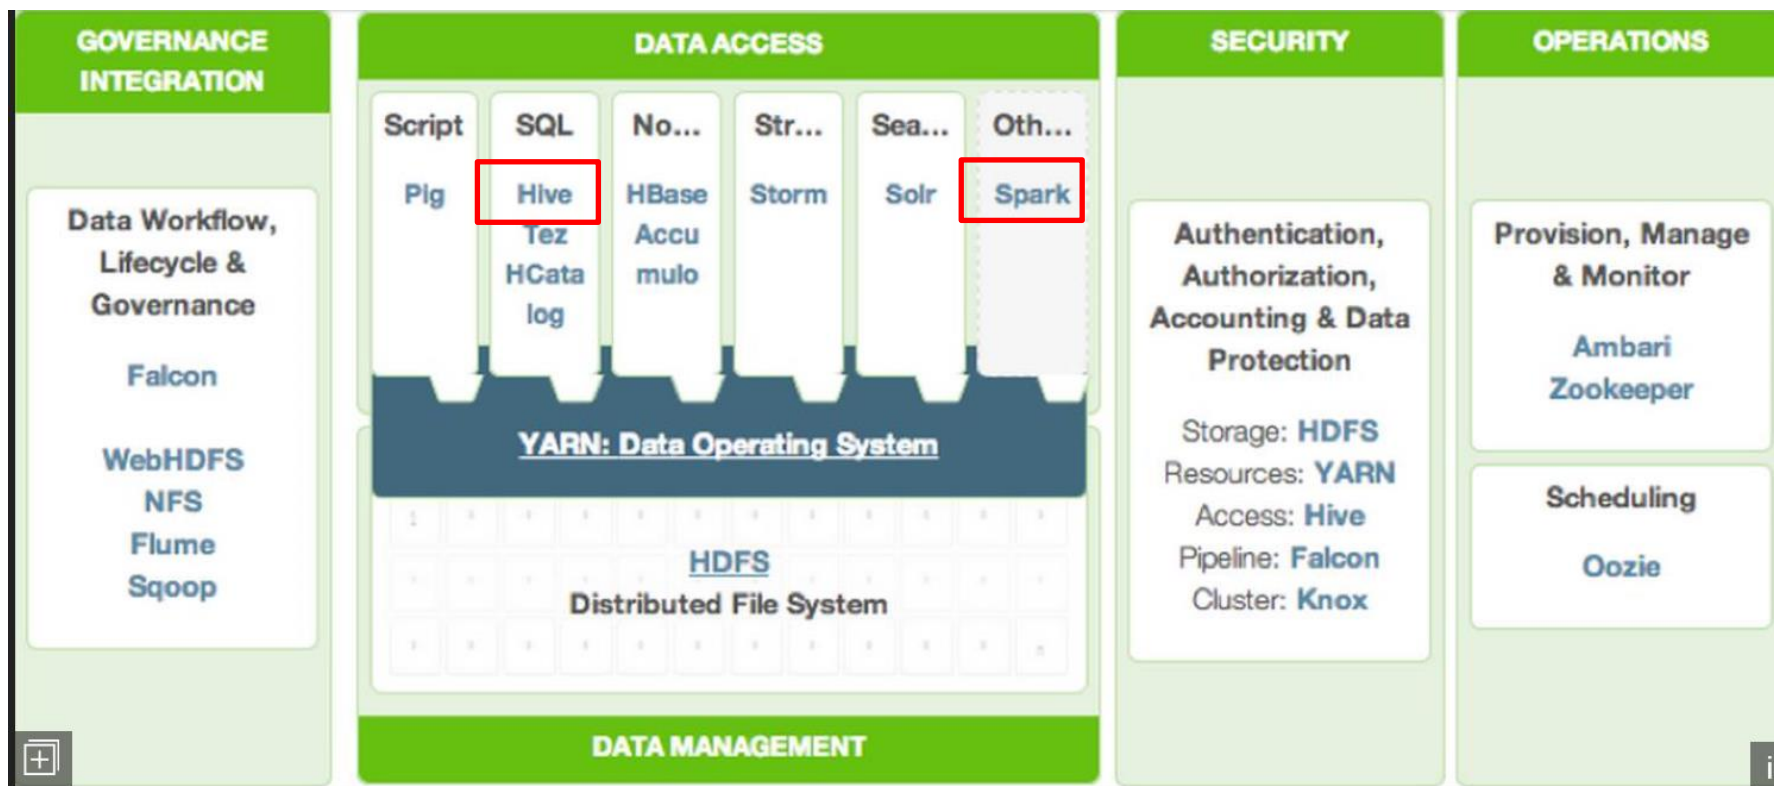 GOVERNANCE
INTEGRATION
Data Workflow,
Lifecycle &
Governance
Falcon
WebHDFS
NFS
Flume
Sqoop
DATA ACCESS
Script
Pig
SQL
Hive
Tez
HCata
log
No...
HBase
Accu
mulo
Str...
Storm
Sea...
Solr
Oth...
Spark
YARN: Data Operating System
HDFS
Distributed File System
DATA MANAGEMENT
SECURITY
Authentication,
Authorization,
Accounting & Data
Protection
Storage: HDFS
Resources: YARN
Access: Hive
Pipeline: Falcon
Cluster: Knox
OPERATIONS
Provision, Manage
& Monitor
Ambari
Zookeeper
Scheduling
Oozie